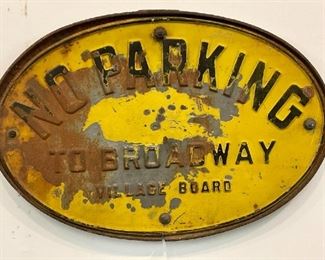 NO PARKING
TO BROADWAY
VILLAGE BOARD